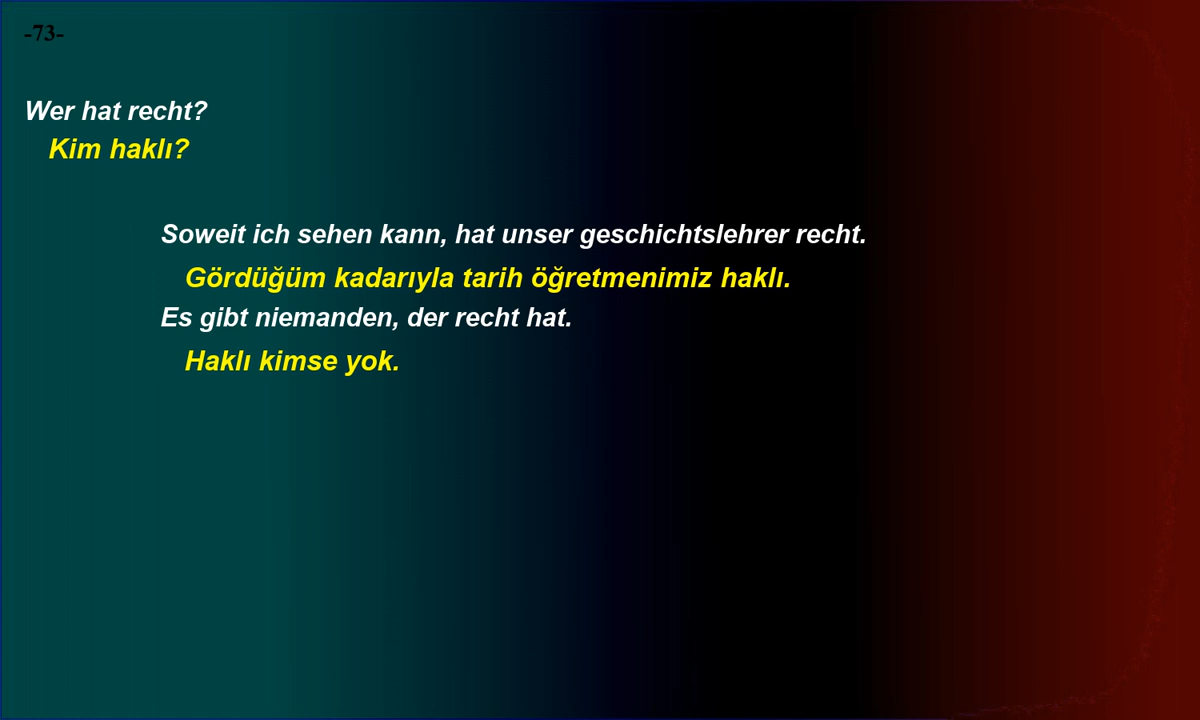 -73-
Wer hat recht?
Kim haklı?
Soweit ich sehen kann, hat unser geschichtslehrer recht.
Gördüğüm kadarıyla tarih öğretmenimiz haklı.
Es gibt niemanden, der recht hat.
Haklı kimse yok.